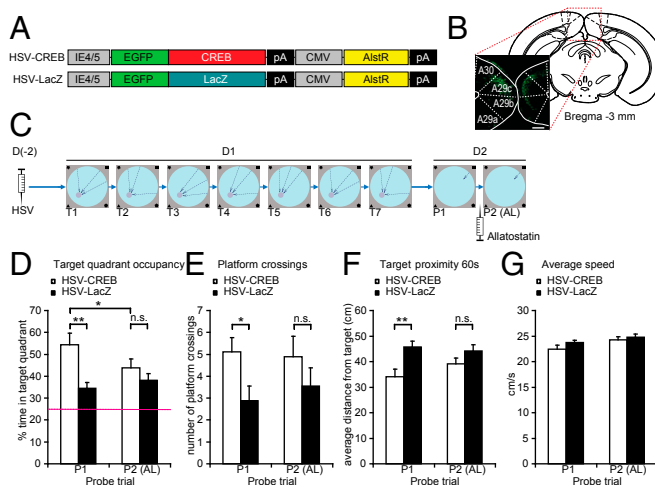 A
HSV-CREB IE4/5 EGFP CREB pA CMV AlstR pA
HSV-LacZ IE4/5 EGFP LacZ pA CMV AlstR pA
B
A30
A29c
A29b
A29a
Bregma -3 mm
C
D(-2) D1 D2
HSV T1 T2 T3 T4 T5 T6 T7 P1 P2 (AL)
Allatostatin
D Target quadrant occupancy
HSV-CREB
HSV-LacZ
% time in target quadrant
70
60
50
40
30
20
10
0
*
**
n.s.
P1 P2 (AL)
Probe trial
E Platform crossings
HSV-CREB
HSV-LacZ
number of platform crossings
7
6
5
4
3
2
1
0
*
n.s.
P1 P2 (AL)
Probe trial
F Target proximity 60s
HSV-CREB
HSV-LacZ
average distance from target (cm)
60
50
40
30
20
10
0
**
n.s.
P1 P2 (AL)
Probe trial
G Average speed
HSV-CREB
HSV-LacZ
cm/s
30
25
20
15
10
5
0
P1 P2 (AL)
Probe trial